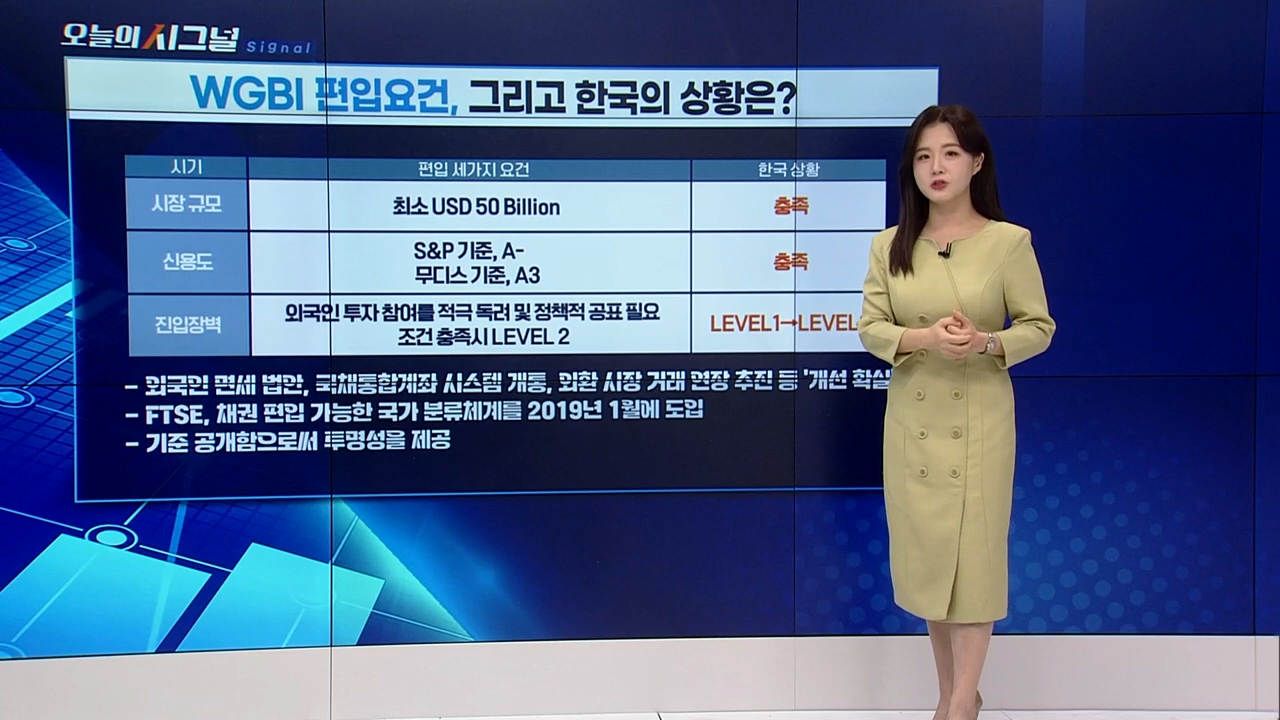 오늘의 시그널 Signal
WGBI 편입요건, 그리고 한국의 상황은?
시기 편입 세가지 요건 한국 상황
시장 규모 최소 USD 50 Billion 충족
신용도 S&P 기준, A-
무디스 기준, A3 충족
진입장벽 외국인 투자 참여를 적극 독려 및 정책적 공표 필요
조건 충족시 LEVEL 2 LEVEL1→LEVEL
- 외국인 면세 법안, 국채통합계좌 시스템 개통, 외환 시장 거래 연장 추진 등 '개선 확실
- FTSE, 채권 편입 가능한 국가 분류체계를 2019년 1월에 도입
- 기준 공개함으로써 투명성을 제공